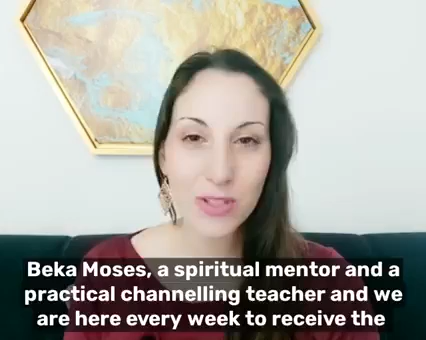 Beka Moses, a spiritual mentor and a
practical channelling teacher and we
are here every week to receive the